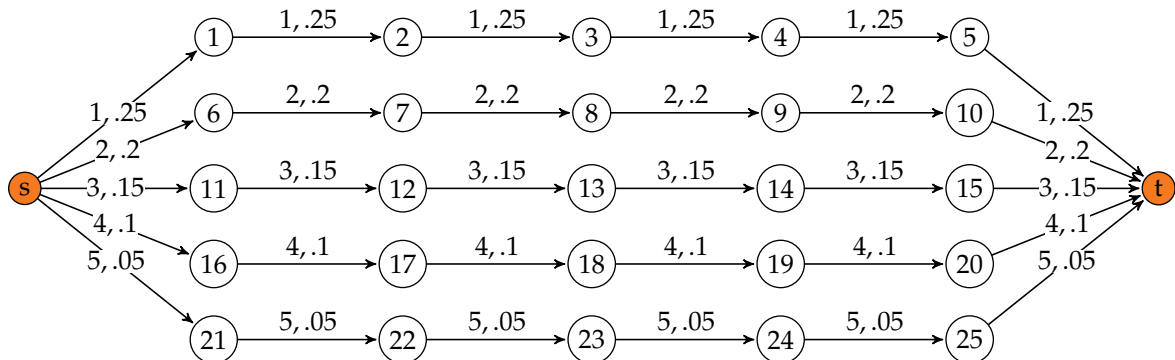 1 1, .25 2 1, .25 3 1, .25 4 1, .25 5
1, .25 1, .25
6 2, .2 7 2, .2 8 2, .2 9 2, .2 10
2, .2 2, .2
s 3, .15 11 3, .15 12 3, .15 13 3, .15 14 3, .15 15 3, .15 t
4, .1 4, .1
16 4, .1 17 4, .1 18 4, .1 19 4, .1 20
5, .05 5, .05
21 5, .05 22 5, .05 23 5, .05 24 5, .05 25